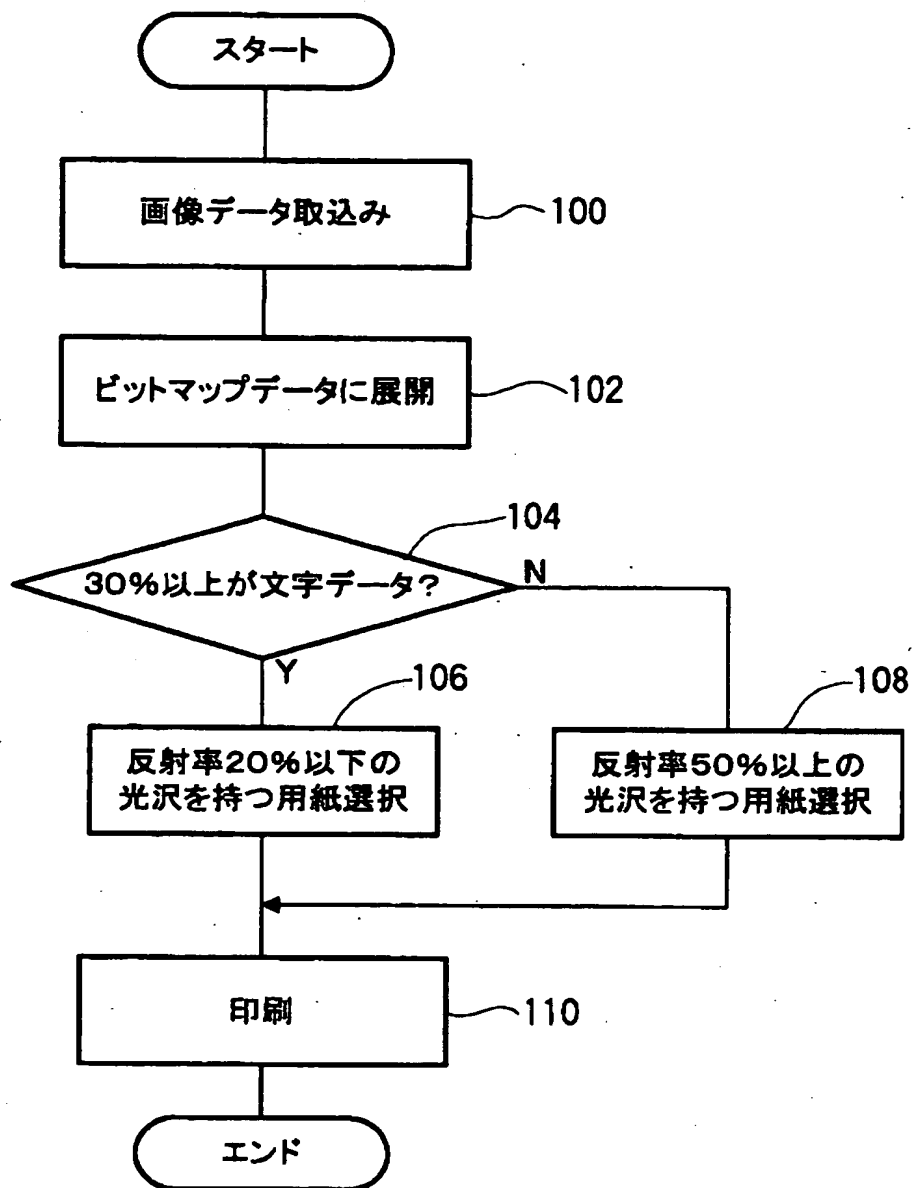 スタート
画像データ取込み
100
ビットマップデータに展開
102
104
30%以上が文字データ?
N
Y
106
108
反射率20%以下の
光沢を持つ用紙選択
反射率50%以上の
光沢を持つ用紙選択
印刷
110
エンド